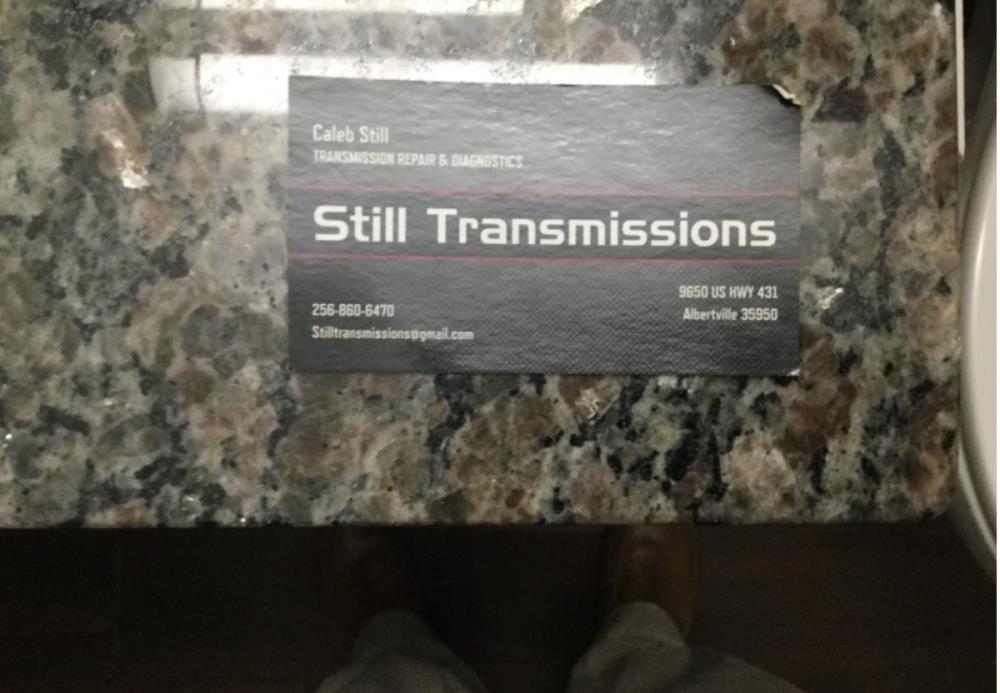 Caleb Still
TRANSMISSION REPAIR & DIAGNOSTICS
Still Transmissions
256-860-6470
Stilltransmissions@gmail.com
9650 US HWY 431
Albertville 35950